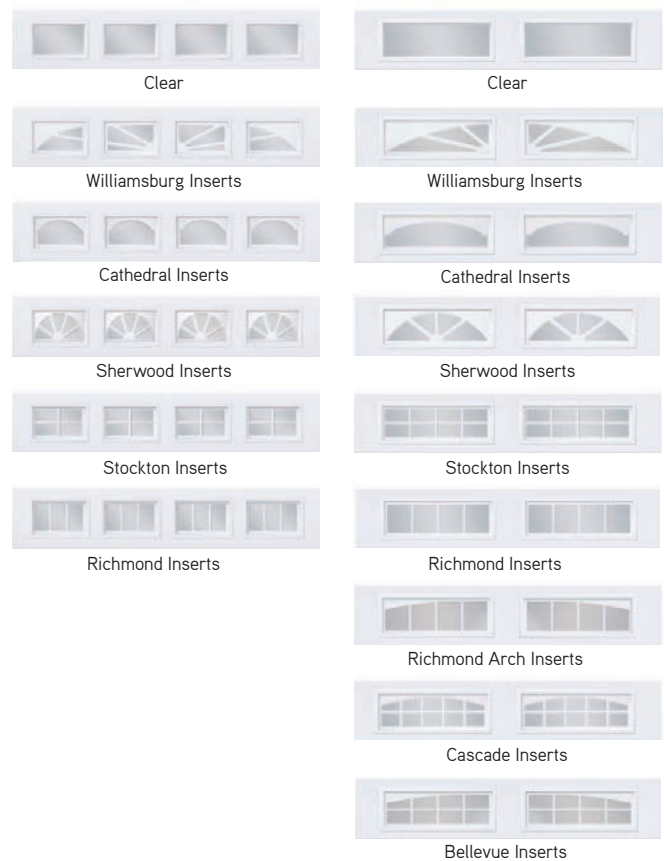 Clear
Williamsburg Inserts
Cathedral Inserts
Sherwood Inserts
Stockton Inserts
Richmond Inserts
Clear
Williamsburg Inserts
Cathedral Inserts
Sherwood Inserts
Stockton Inserts
Richmond Inserts
Richmond Arch Inserts
Cascade Inserts
Bellevue Inserts